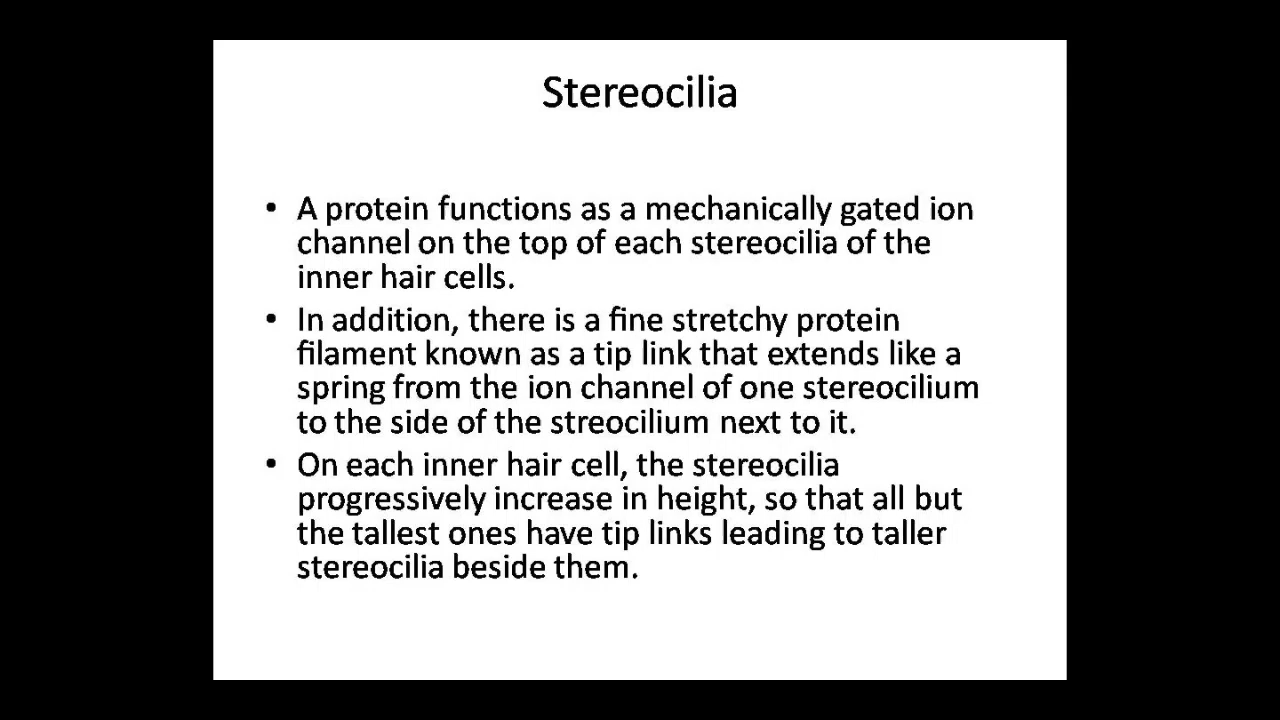 Stereocilia
• A protein functions as a mechanically gated ion
channel on the top of each stereocilia of the
inner hair cells.
• In addition, there is a fine stretchy protein
filament known as a tip link that extends like a
spring from the ion channel of one stereocilium
to the side of the streocilium next to it.
• On each inner hair cell, the stereocilia
progressively increase in height, so that all but
the tallest ones have tip links leading to taller
stereocilia beside them.